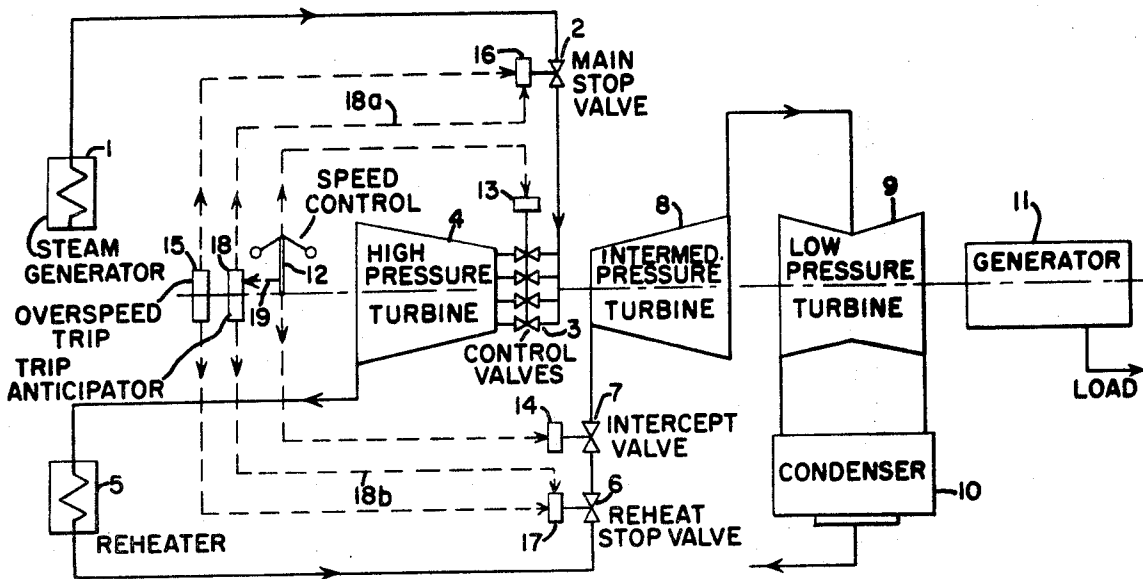 2
16
MAIN
STOP
VALVE
18a
1
SPEED
CONTROL
13
4
8
9
11
STEAM
GENERATOR
15
18
12
HIGH
PRESSURE
TURBINE
INTERMED.
PRESSURE
TURBINE
LOW
PRESSURE
TURBINE
GENERATOR
OVERSPEED
TRIP
19
3
TRIP
ANTICIPATOR
CONTROL
VALVES
LOAD
14
7
INTERCEPT
VALVE
5
18b
6
CONDENSER
10
REHEATER
17
REHEAT
STOP VALVE